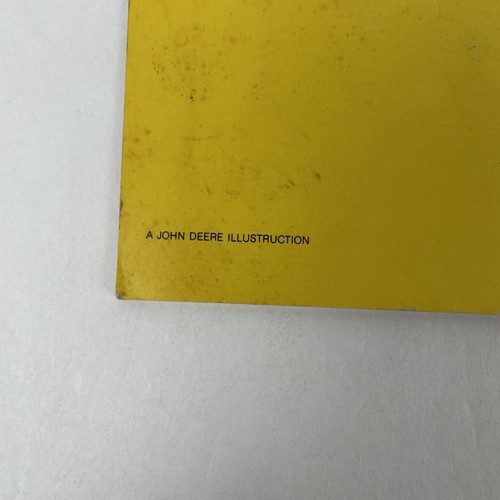 A JOHN DEERE ILLUSTRUCTION